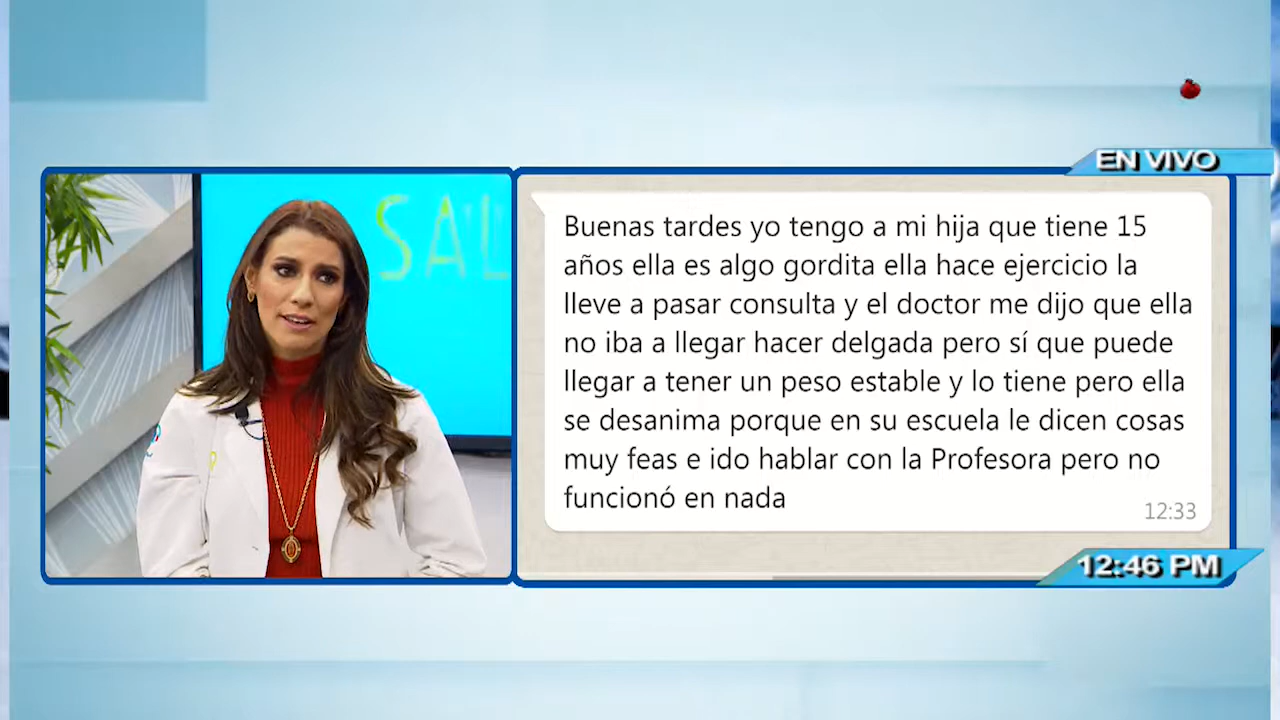 EN VIVO
SAL
Buenas tardes yo tengo a mi hija que tiene 15
años ella es algo gordita ella hace ejercicio la
lleve a pasar consulta y el doctor me dijo que ella
no iba a llegar hacer delgada pero sí que puede
llegar a tener un peso estable y lo tiene pero ella
se desanima porque en su escuela le dicen cosas
muy feas e ido hablar con la Profesora pero no
funcionó en nada
12:33
12:46 PM